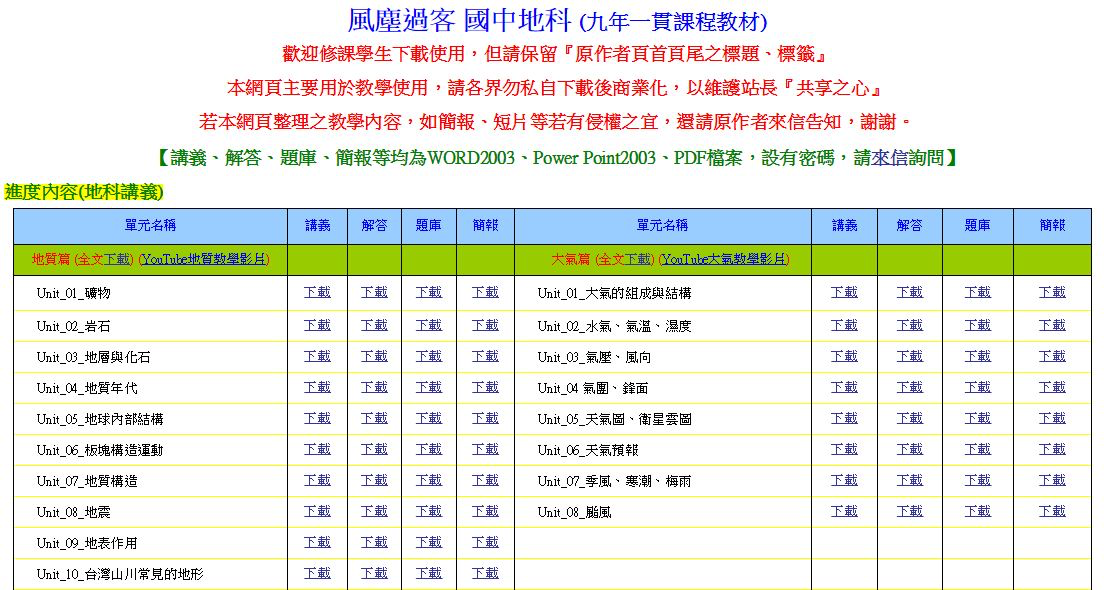 風塵過客 國中地科 (九年一貫課程教材)
歡迎修課學生下載使用，但請保留『原作者頁首頁尾之標題、標籤』
本網頁主要用於教學使用，請各界勿私自下載後商業化，以維護站長『共享之心』
若本網頁整理之教學內容，如簡報、短片等若有侵權之宜，還請原作者來信告知，謝謝。
【講義、解答、題庫、簡報等均為WORD2003、Power Point2003、PDF檔案，設有密碼，請來信詢問】
進度內容(地科講義)
單元名稱 講義 解答 題庫 簡報 單元名稱 講義 解答 題庫 簡報
地質篇 (全文下載) (YouTube地質教學影片) 大氣篇 (全文下載) (YouTube大氣教學影片)
Unit_01_礦物 下載 下載 下載 下載 Unit_01_大氣的組成與結構 下載 下載 下載 下載
Unit_02_岩石 下載 下載 下載 下載 Unit_02_水氣、氣溫、濕度 下載 下載 下載 下載
Unit_03_地層與化石 下載 下載 下載 下載 Unit_03_氣壓、風向 下載 下載 下載 下載
Unit_04_地質年代 下載 下載 下載 下載 Unit_04 氣團、鋒面 下載 下載 下載 下載
Unit_05_地球內部結構 下載 下載 下載 下載 Unit_05_天氣圖、衛星雲圖 下載 下載 下載 下載
Unit_06_板塊構造運動 下載 下載 下載 下載 Unit_06_天氣預報 下載 下載 下載 下載
Unit_07_地質構造 下載 下載 下載 下載 Unit_07_季風、寒潮、梅雨 下載 下載 下載 下載
Unit_08_地震 下載 下載 下載 下載 Unit_08_颱風 下載 下載 下載 下載
Unit_09_地表作用 下載 下載 下載 下載
Unit_10_台灣山川常見的地形 下載 下載 下載 下載